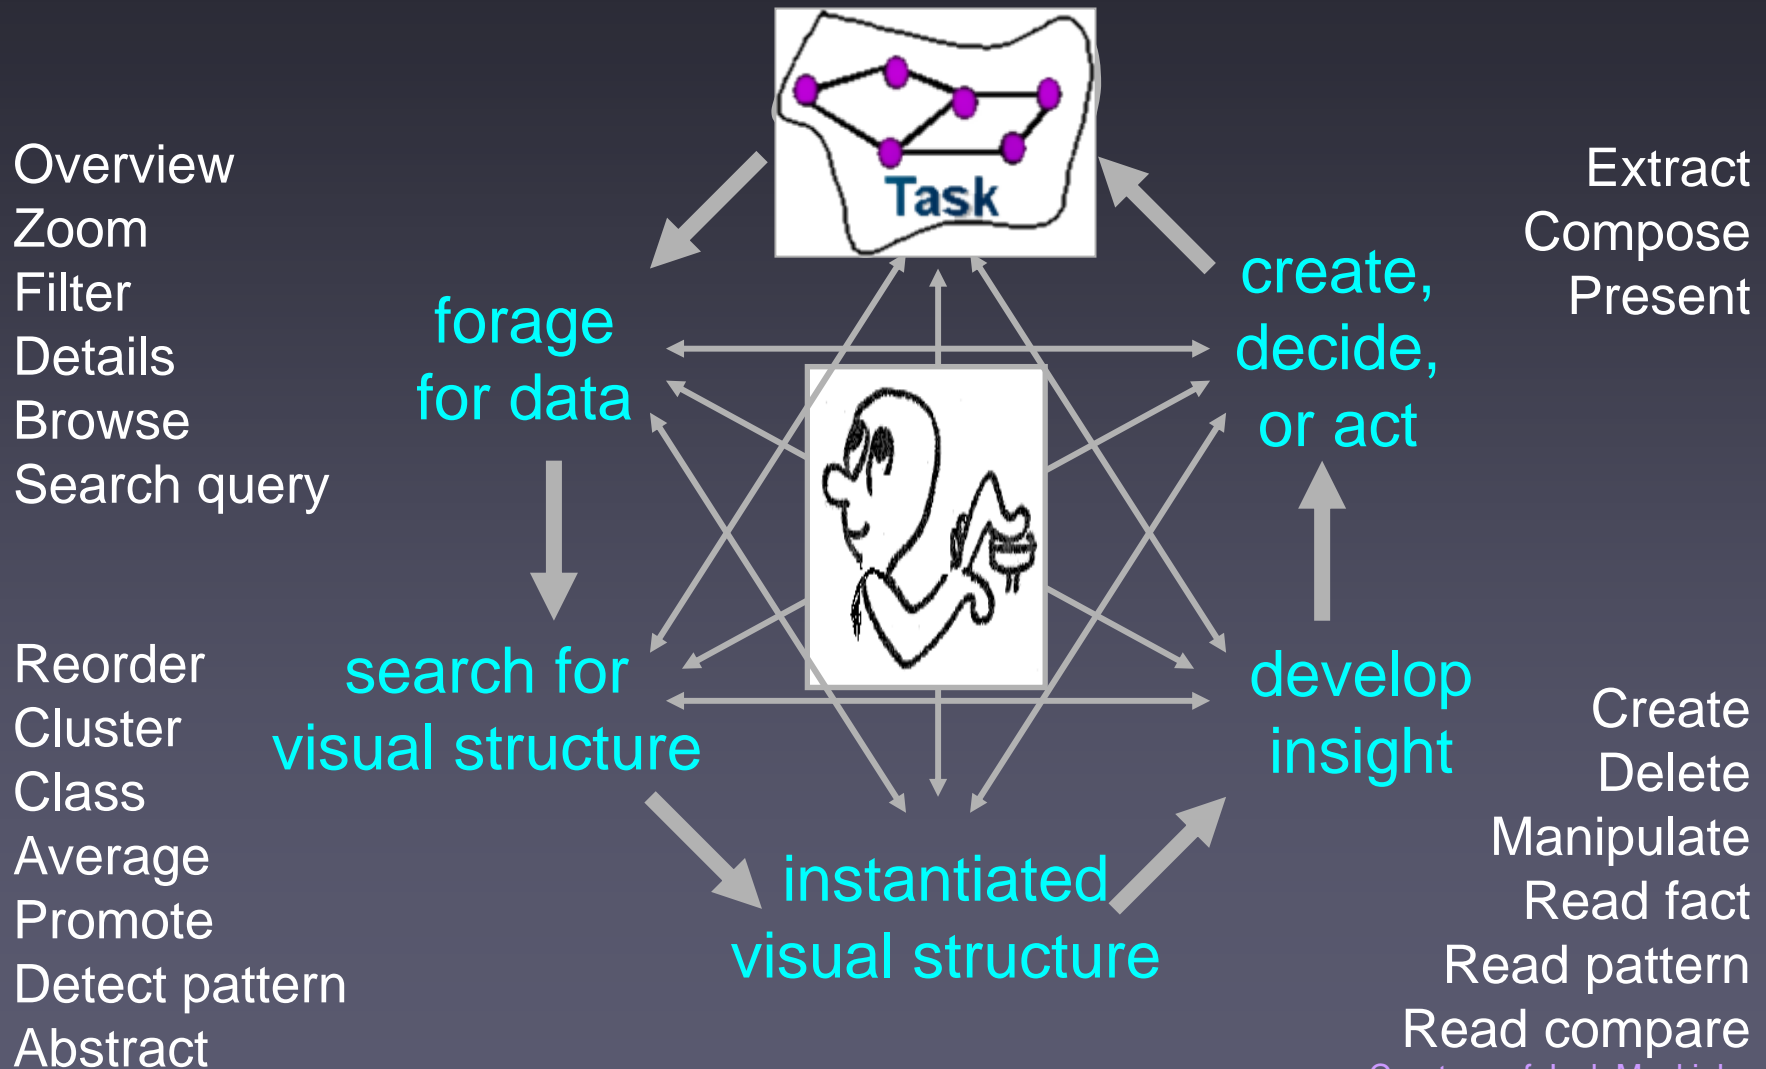 Task
Overview
Zoom
Filter
Details
Browse
Search query
forage
for data
create,
decide,
or act
Extract
Compose
Present
Reorder
Cluster
Class
Average
Promote
Detect pattern
Abstract
search for
visual structure
instantiated
visual structure
develop
insight
Create
Delete
Manipulate
Read fact
Read pattern
Read compare